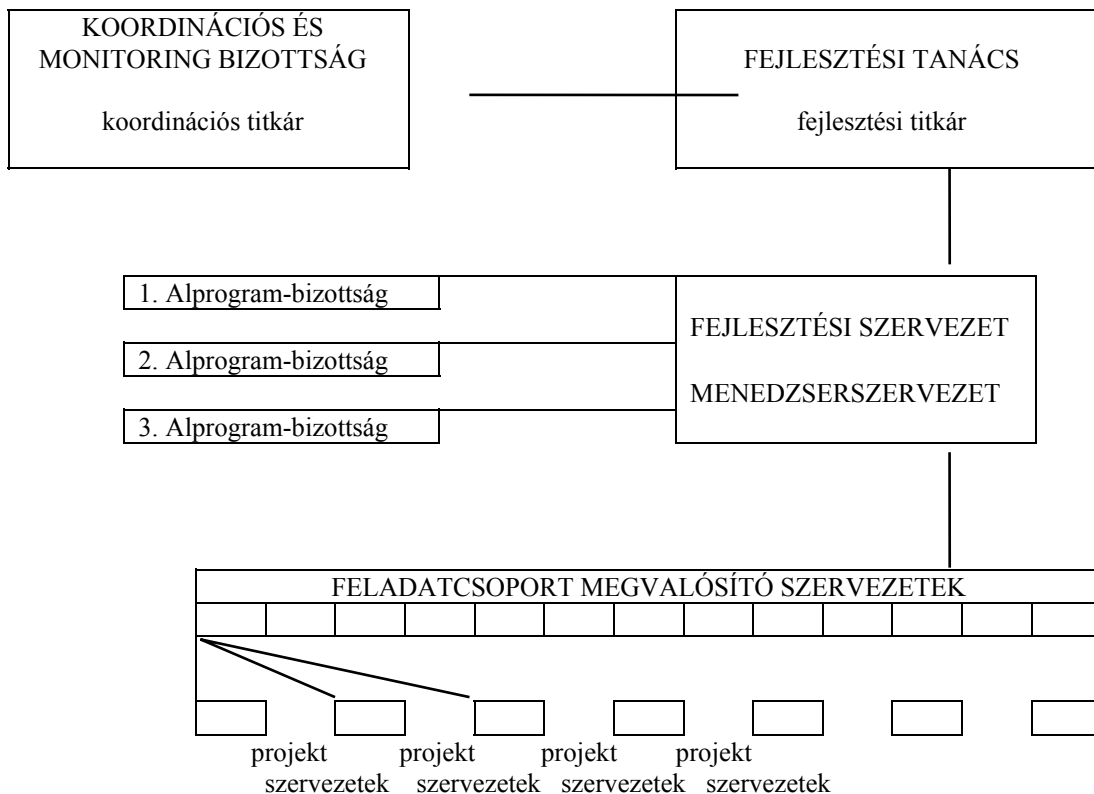 KOORDINÁCIÓS ÉS
MONITORING BIZOTTSÁG
koordinációs titkár
FEJLESZTÉSI TANÁCS
fejlesztési titkár
1. Alprogram-bizottság
2. Alprogram-bizottság
3. Alprogram-bizottság
FEJLESZTÉSI SZERVEZET
MENEDZSERSZERVEZET
FELADATCSOPORT MEGVALÓSÍTÓ SZERVEZETEK
projekt projekt projekt projekt
szervezetek szervezetek szervezetek szervezetek